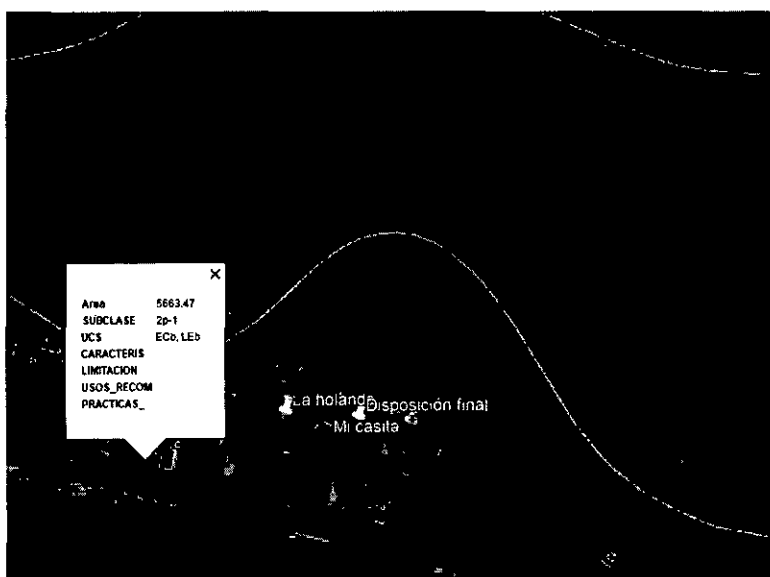 Area 5663.47
SUBCLASE 2p-1
UCS ECb, LEb
CARACTERIS
LIMITACION
USOS_RECOM
PRACTICAS_
La holanda
Disposición final
Mi casita